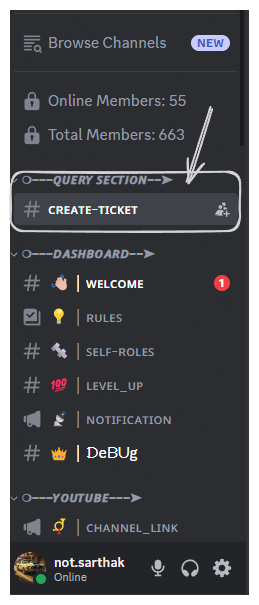 Browse Channels NEW
Online Members: 55
Total Members: 663
❍---QUERY SECTION--➤
# CREATE-TICKET
❍---DASHBOARD--➤
# 👋🏻 | WELCOME 1
💡 | RULES
# 🔩 | SELF-ROLES
# 💯 | LEVEL_UP
📡 | NOTIFICATION
# 👑 | DeBUg
❍---YOUTUBE---➤
CHANNEL_LINK
not.sarthak
Online